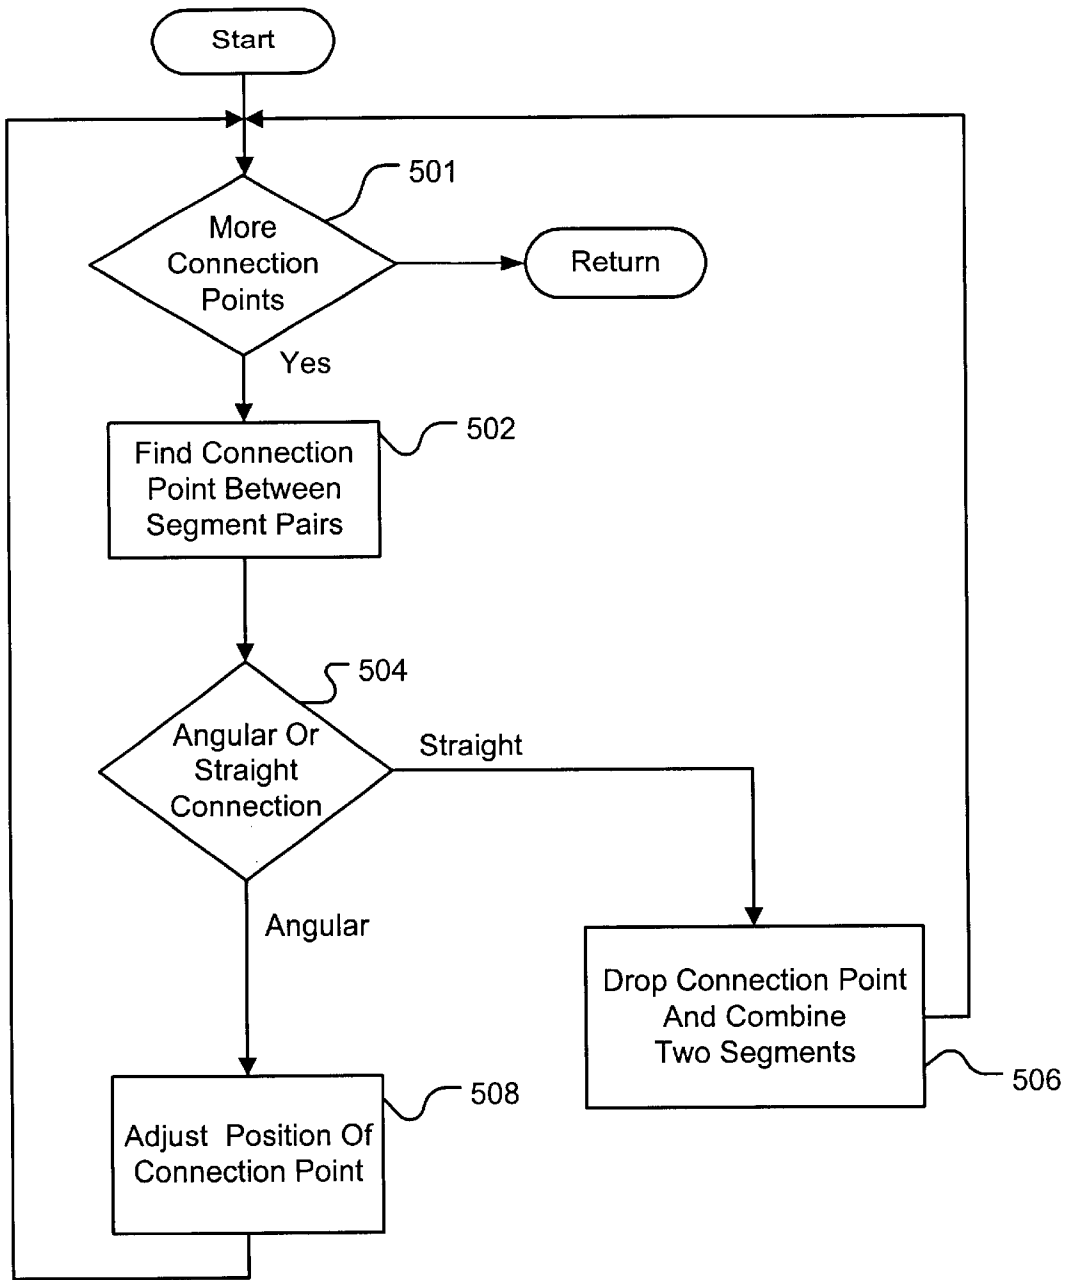 Start
501
More
Connection
Points
Return
Yes
502
Find Connection
Point Between
Segment Pairs
504
Angular Or
Straight
Connection
Straight
Angular
Drop Connection Point
And Combine
Two Segments
506
508
Adjust Position Of
Connection Point